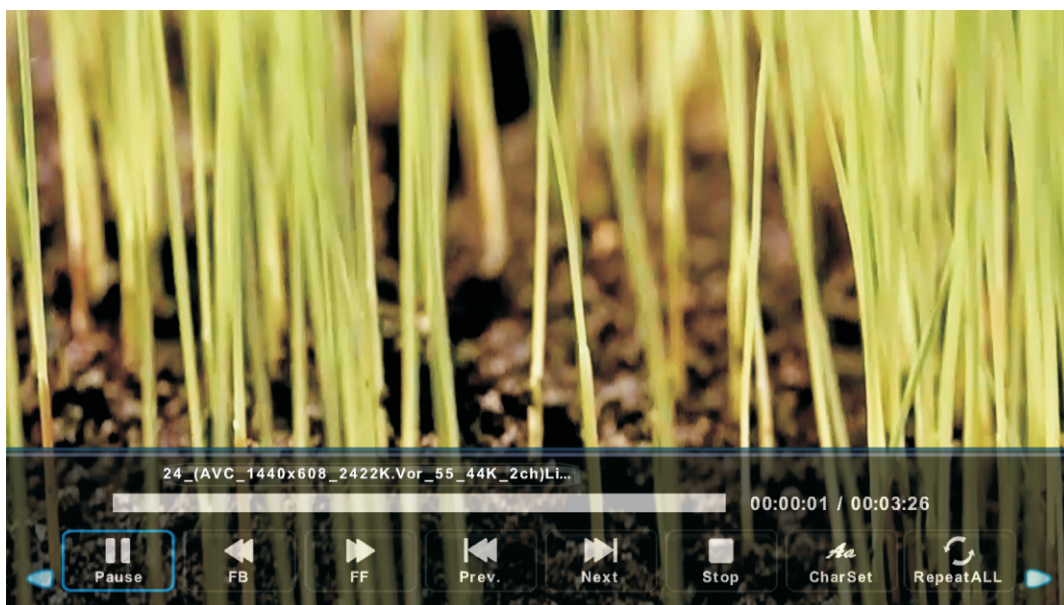 24_(AVC_1440x608_2422K.Vor_55_44K_2ch)Li...
00:00:01 / 00:03:26
Pause FB FF Prev. Next Stop Aa CharSet RepeatALL